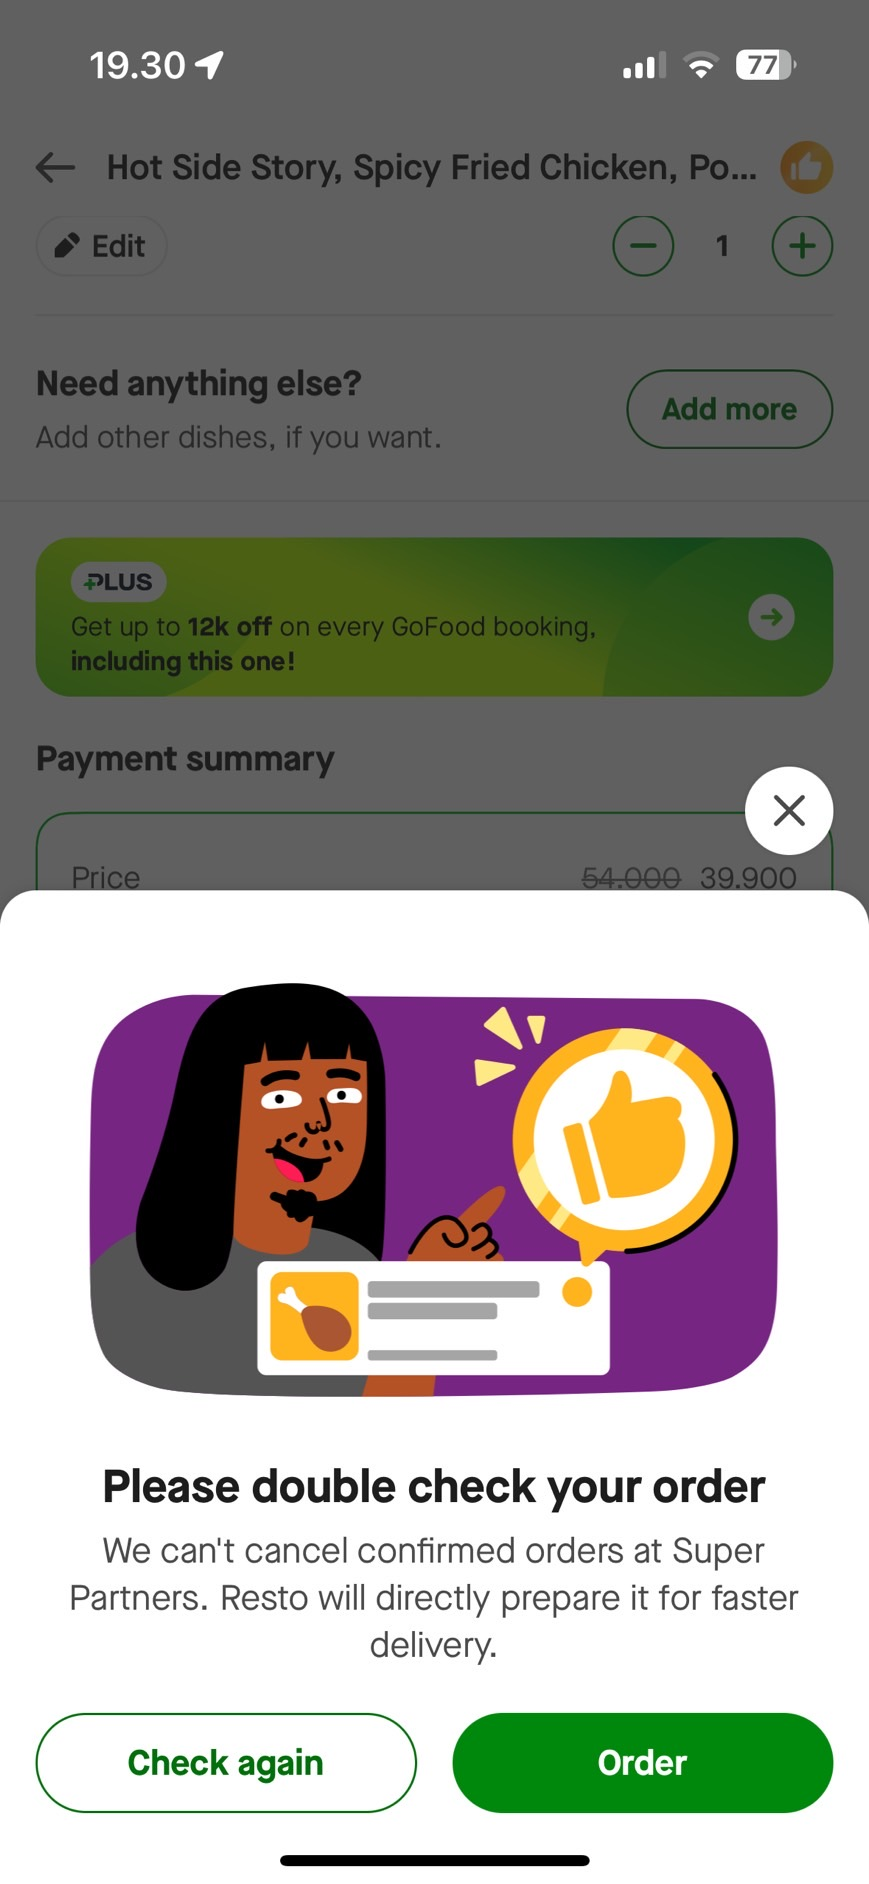 19.30
77
Hot Side Story, Spicy Fried Chicken, Po...
Edit
1
Need anything else?
Add other dishes, if you want.
Add more
PLUS
Get up to 12k off on every GoFood booking,
including this one!
Payment summary
Price 54.000 39.900
Please double check your order
We can't cancel confirmed orders at Super
Partners. Resto will directly prepare it for faster
delivery.
Check again
Order